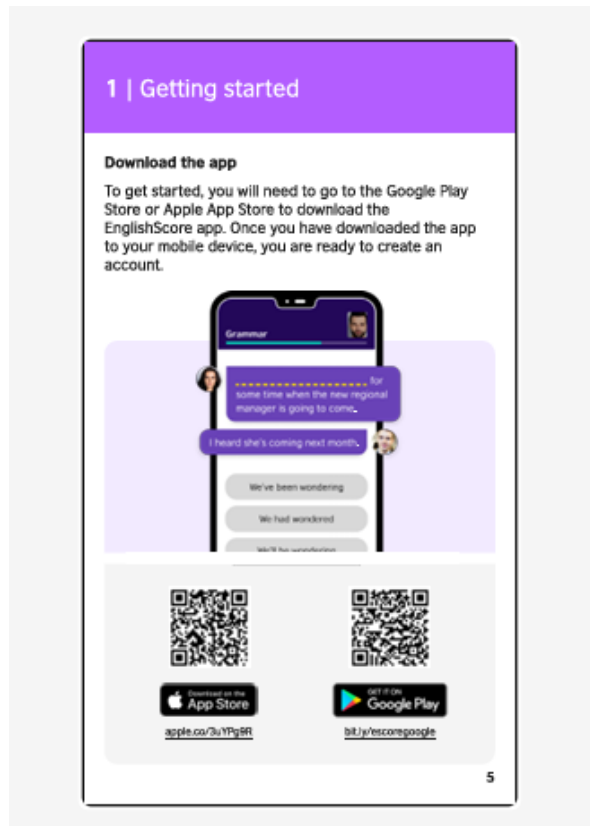 1 | Getting started
Download the app
To get started, you will need to go to the Google Play
Store or Apple App Store to download the
EnglishScore app. Once you have downloaded the app
to your mobile device, you are ready to create an
account.
Grammar
for
some time when the new regional
manager is going to come.
I heard she's coming next month.
We've been wondering
We had wondered
We'll be wondering
Download on the
App Store
apple.co/3uYPg9R
GET IT ON
Google Play
bit.ly/escoregoogle
5